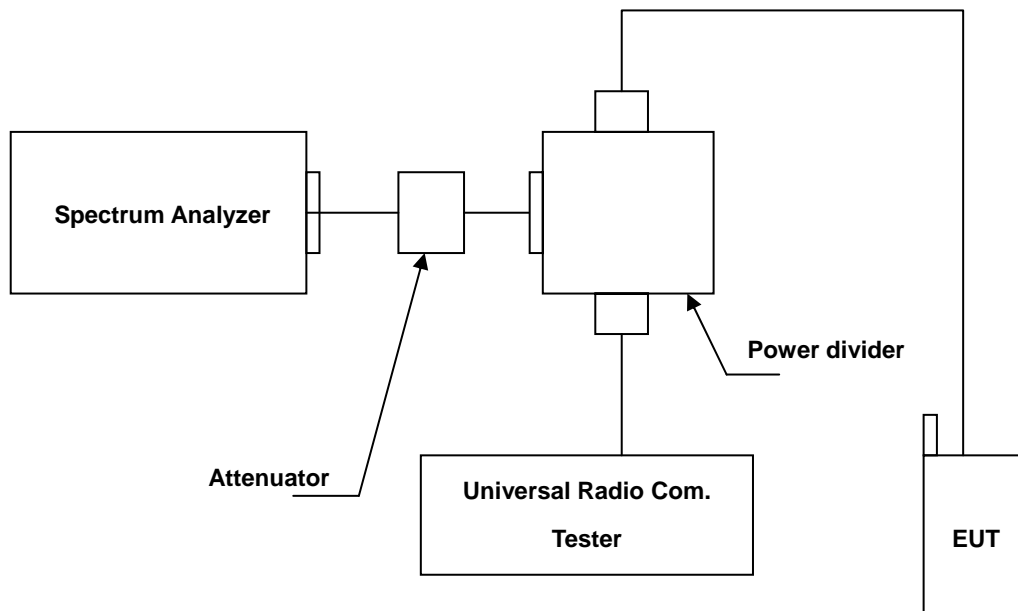 Spectrum Analyzer
Power divider
Attenuator
Universal Radio Com.
Tester
EUT